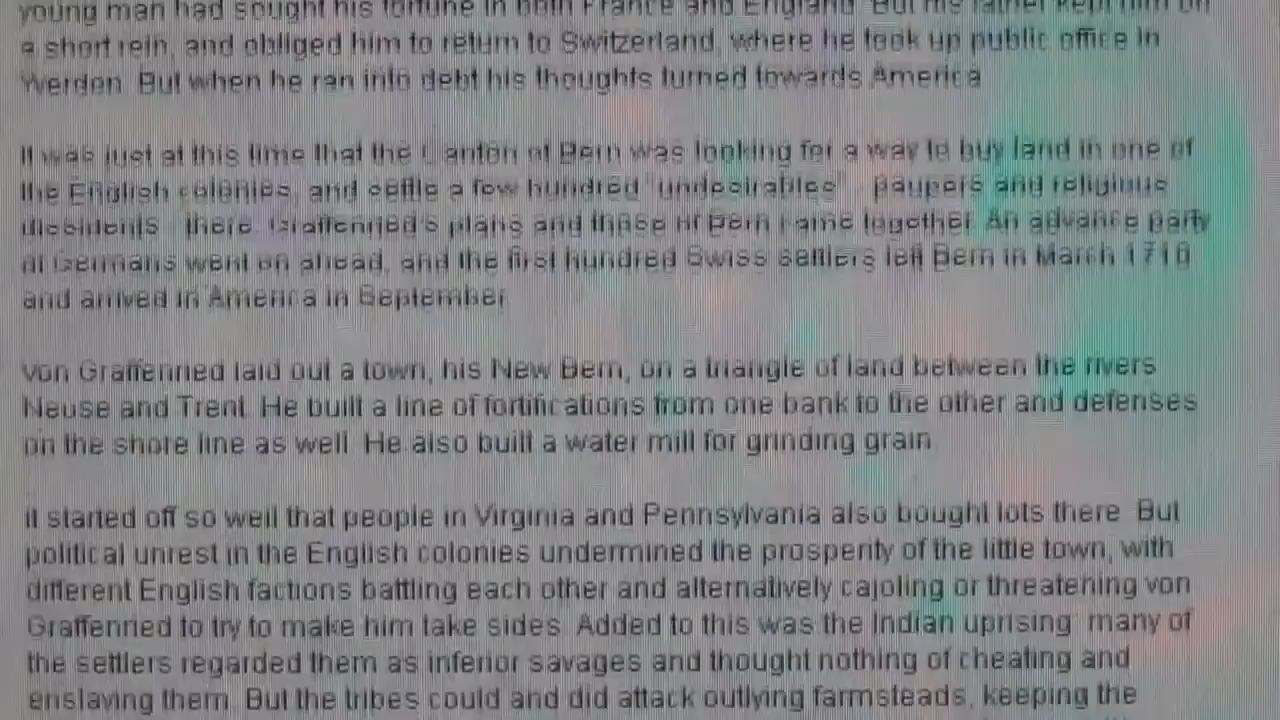 young man had sought his fortune in both France and England. But his father kept him on
a short rein, and obliged him to return to Switzerland, where he took up public office in
Yverdon. But when he ran into debt his thoughts turned towards America.
It was just at this time that the Canton of Bern was looking for a way to buy land in one of
the English colonies, and settle a few hundred "undesirables" - paupers and religious
dissidents - there. Graffenried's plans and those of Bern came together. An advance party
of Germans went on ahead, and the first hundred Swiss settlers left Bern in March 1710
and arrived in America in September.
von Graffenried laid out a town, his New Bern, on a triangle of land between the rivers
Neuse and Trent. He built a line of fortifications from one bank to the other and defenses
on the shore line as well. He also built a water mill for grinding grain.
It started off so well that people in Virginia and Pennsylvania also bought lots there. But
political unrest in the English colonies undermined the prosperity of the little town, with
different English factions battling each other and alternatively cajoling or threatening von
Graffenried to try to make him take sides. Added to this was the Indian uprising: many of
the settlers regarded them as inferior savages and thought nothing of cheating and
enslaving them. But the tribes could and did attack outlying farmsteads, keeping the